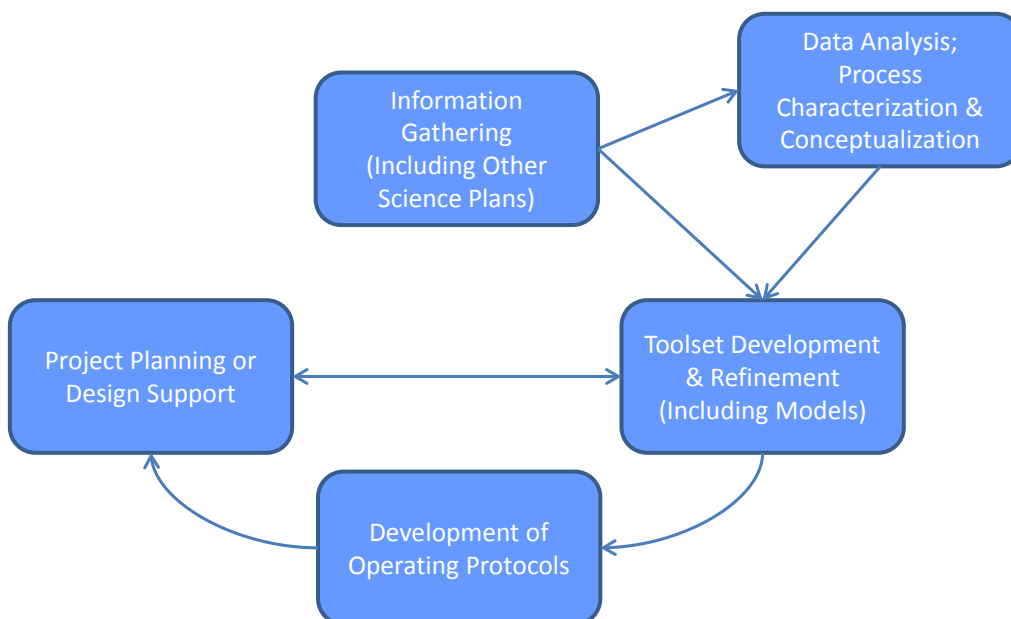 Information
Gathering
(Including Other
Science Plans)
Data Analysis;
Process
Characterization &
Conceptualization
Project Planning or
Design Support
Toolset Development
& Refinement
(Including Models)
Development of
Operating Protocols